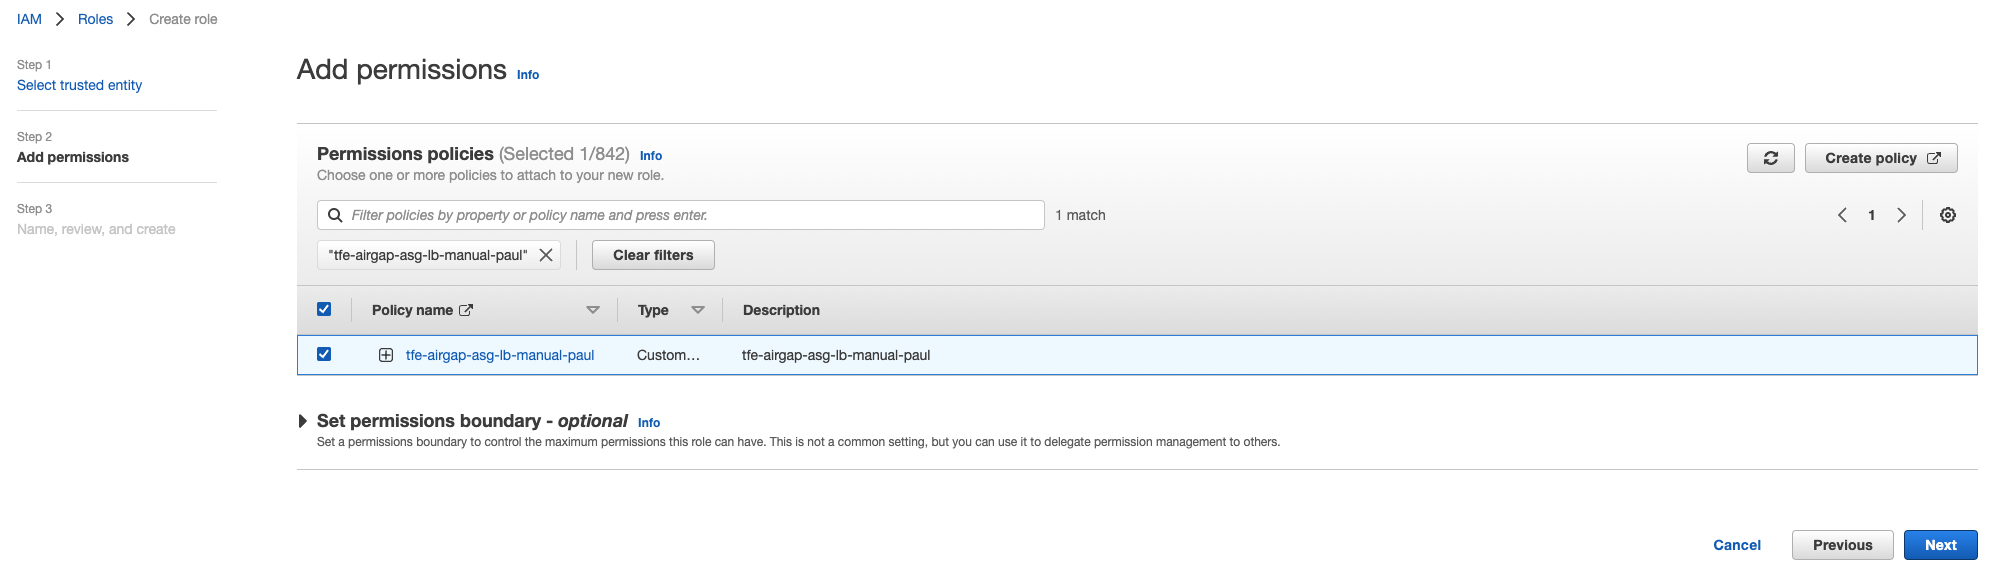 IAM > Roles > Create role
Step 1
Select trusted entity
Step 2
Add permissions
Step 3
Name, review, and create
Add permissions Info
Permissions policies (Selected 1/842) Info
Choose one or more policies to attach to your new role.
Create policy
Filter policies by property or policy name and press enter.
1 match
1
"tfe-airgap-asg-lb-manual-paul"
Clear filters
Policy name Type Description
tfe-airgap-asg-lb-manual-paul Custom... tfe-airgap-asg-lb-manual-paul
Set permissions boundary - optional Info
Set a permissions boundary to control the maximum permissions this role can have. This is not a common setting, but you can use it to delegate permission management to others.
Cancel Previous Next